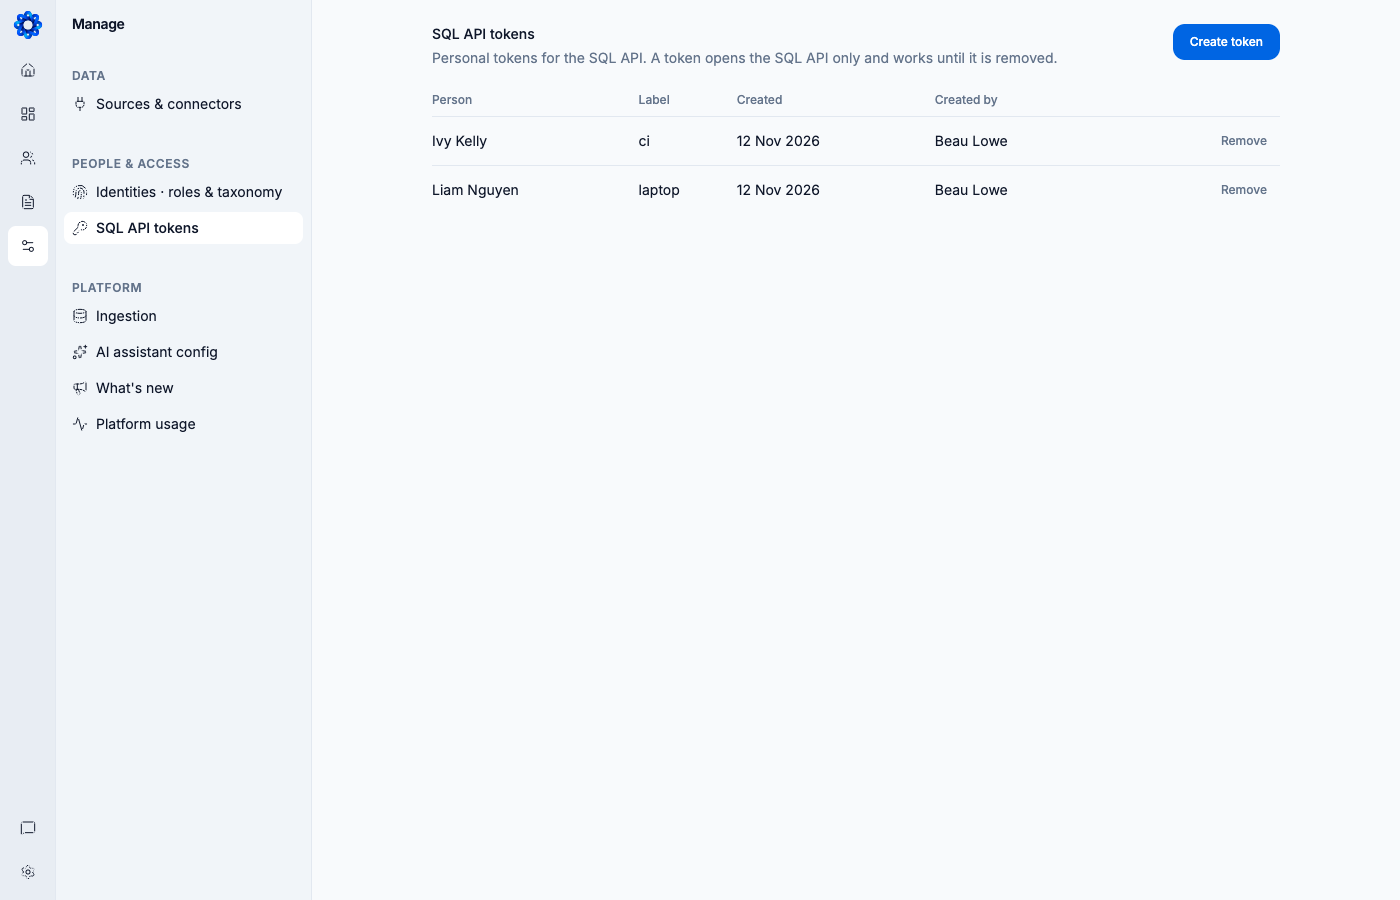 Manage
DATA
Sources & connectors
PEOPLE & ACCESS
Identities · roles & taxonomy
SQL API tokens
PLATFORM
Ingestion
AI assistant config
What's new
Platform usage
SQL API tokens
Personal tokens for the SQL API. A token opens the SQL API only and works until it is removed.
Create token
Person Label Created Created by
Ivy Kelly ci 12 Nov 2026 Beau Lowe Remove
Liam Nguyen laptop 12 Nov 2026 Beau Lowe Remove